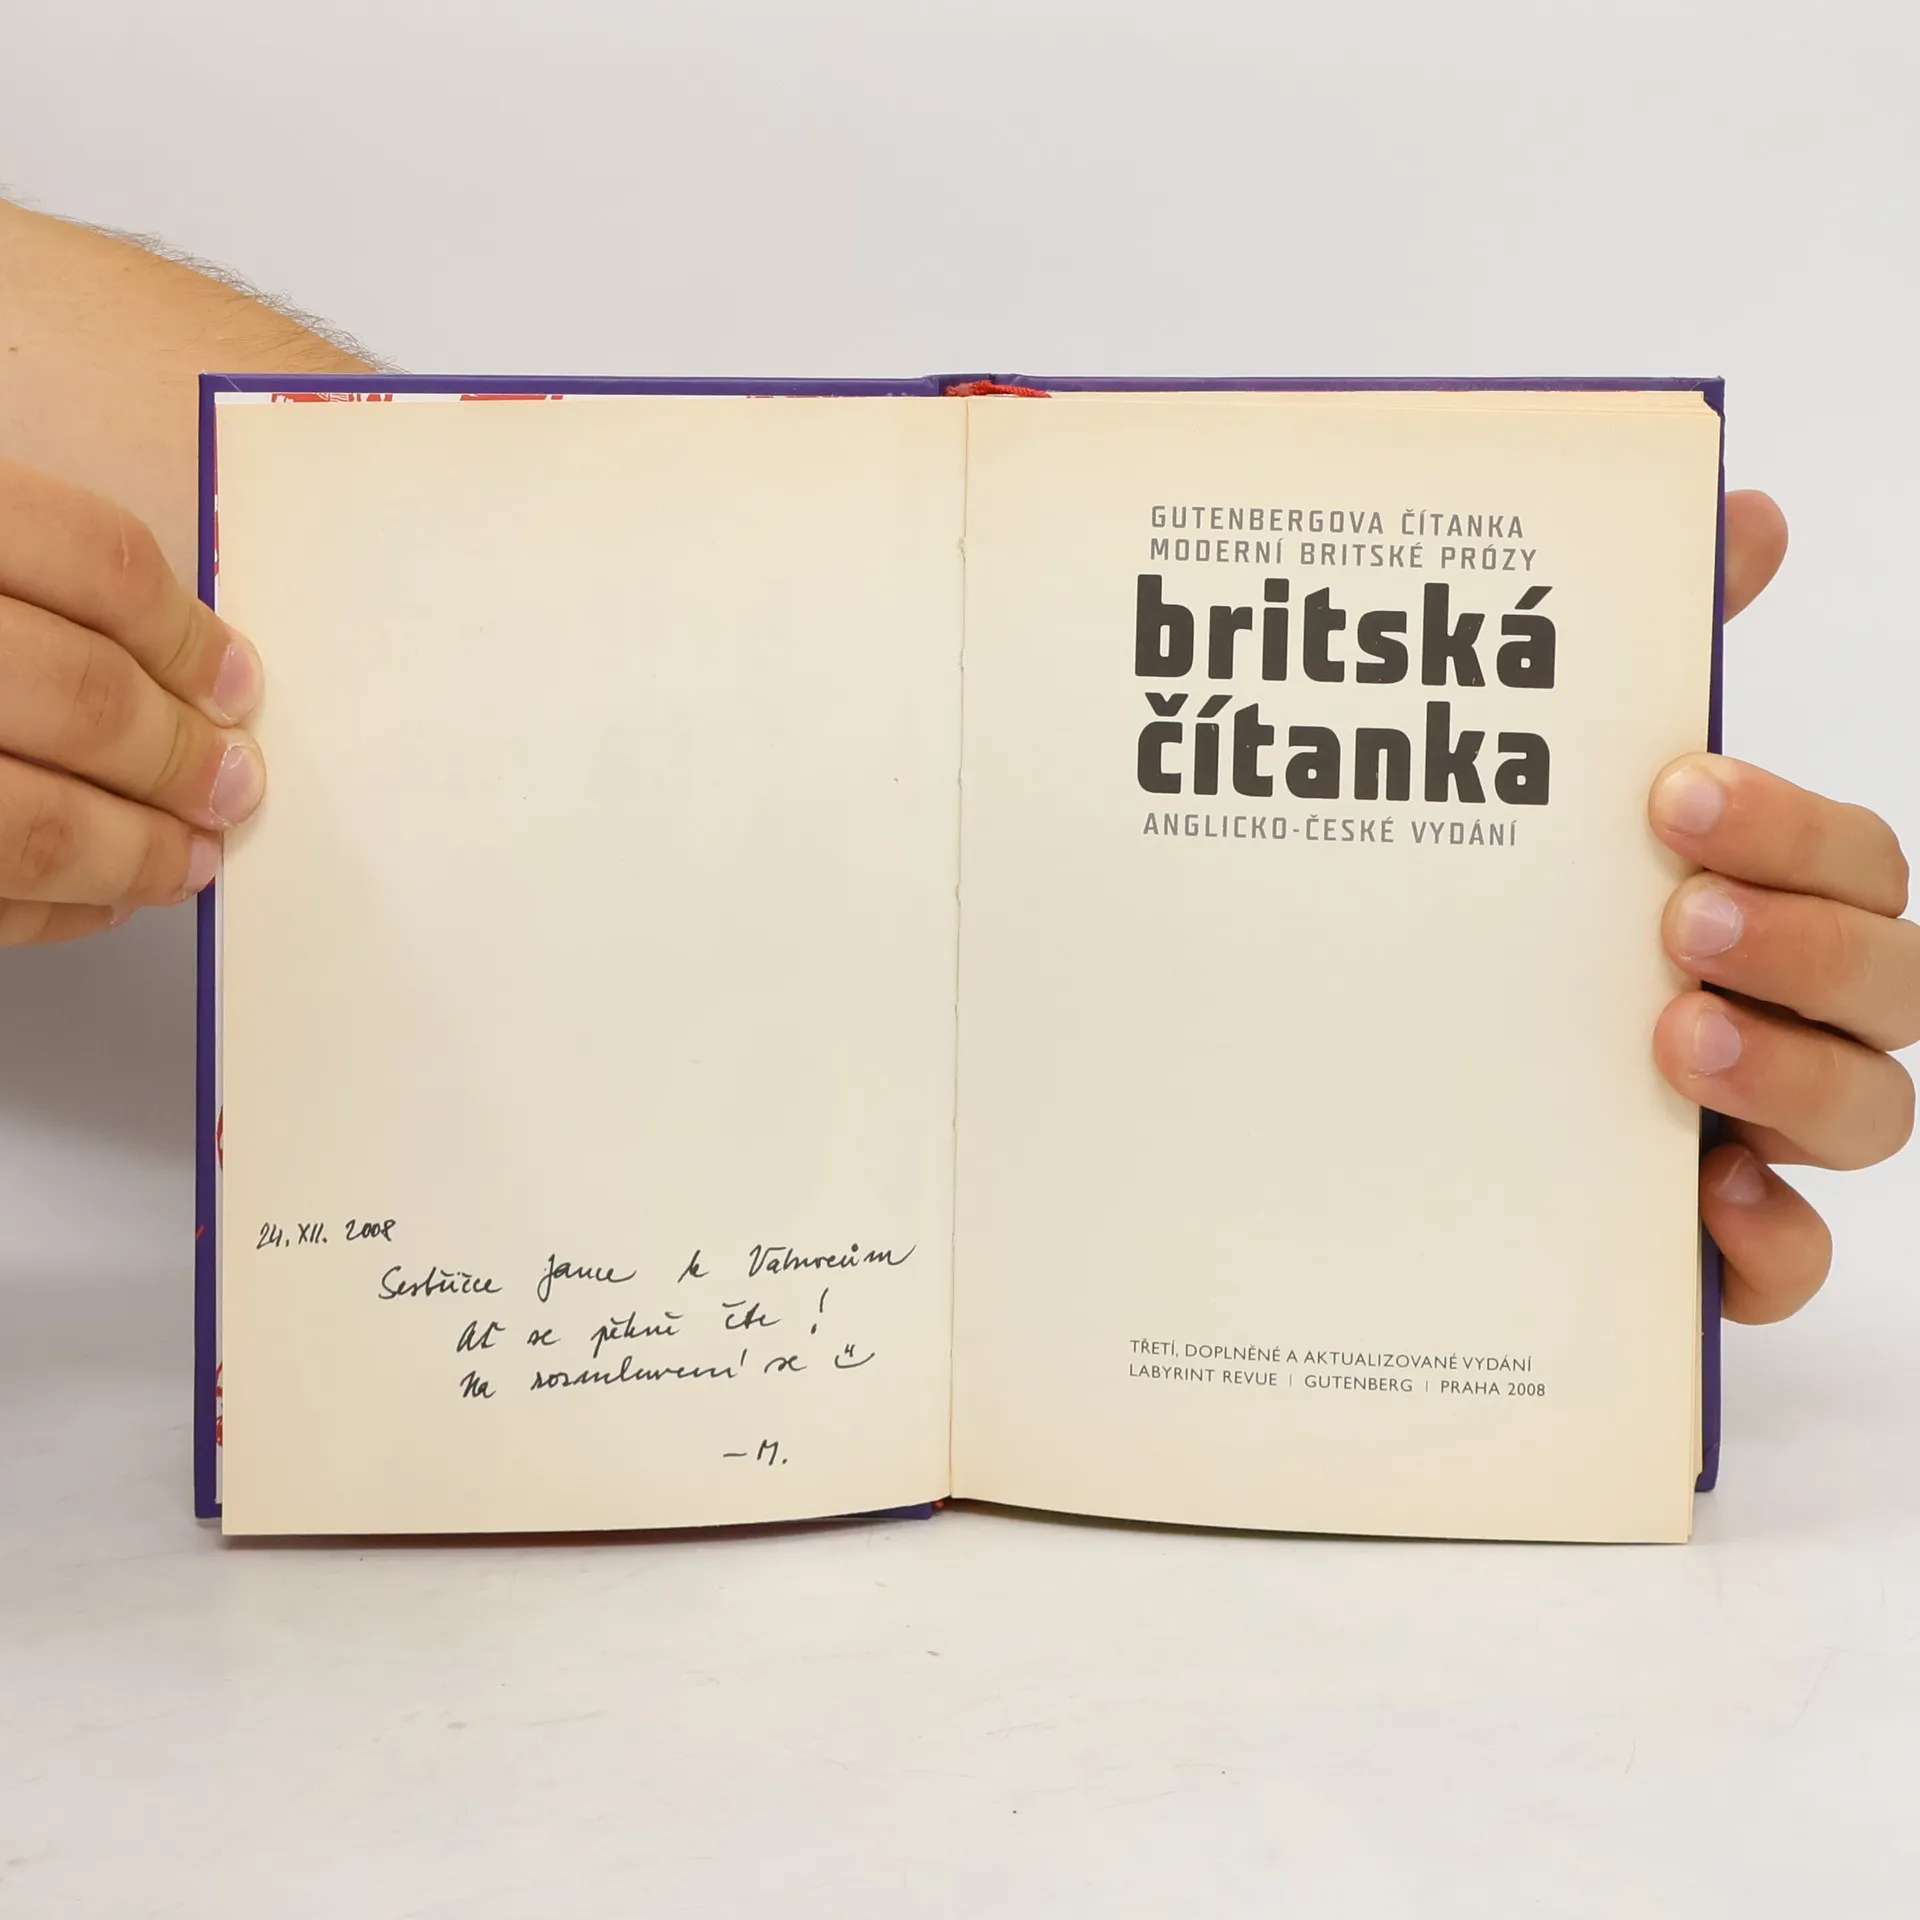 24. XII. 2008
Sestřičce Jance k Vánocům
Ať se pěkně čte!
Na rozmluvení se
– M.
GUTENBERGOVA ČÍTANKA
MODERNÍ BRITSKÉ PRÓZY
britská
čítanka
ANGLICKO-ČESKÉ VYDÁNÍ
TŘETÍ, DOPLNĚNÉ A AKTUALIZOVANÉ VYDÁNÍ
LABYRINT REVUE | GUTENBERG | PRAHA 2008